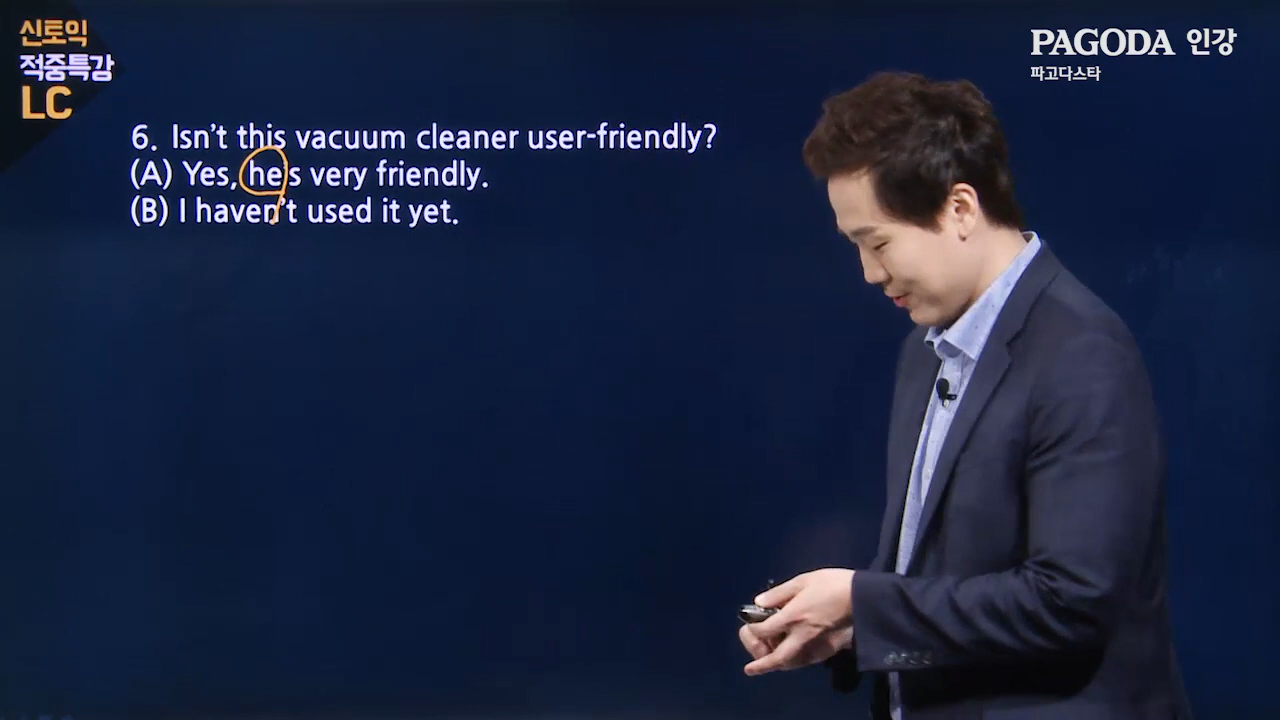 신토익
적중특강
LC
PAGODA 인강
파고다스타
6. Isn't this vacuum cleaner user-friendly?
(A) Yes, he's very friendly.
(B) I haven't used it yet.